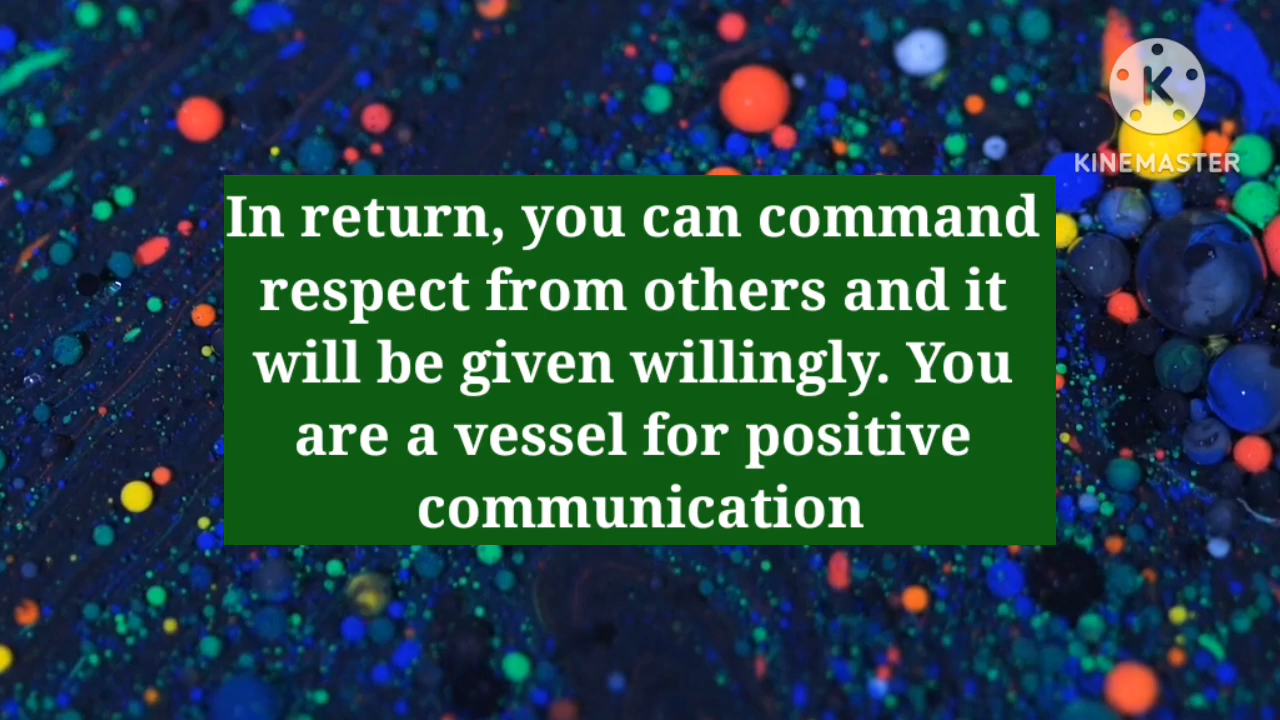 K
KINEMASTER
In return, you can command
respect from others and it
will be given willingly. You
are a vessel for positive
communication